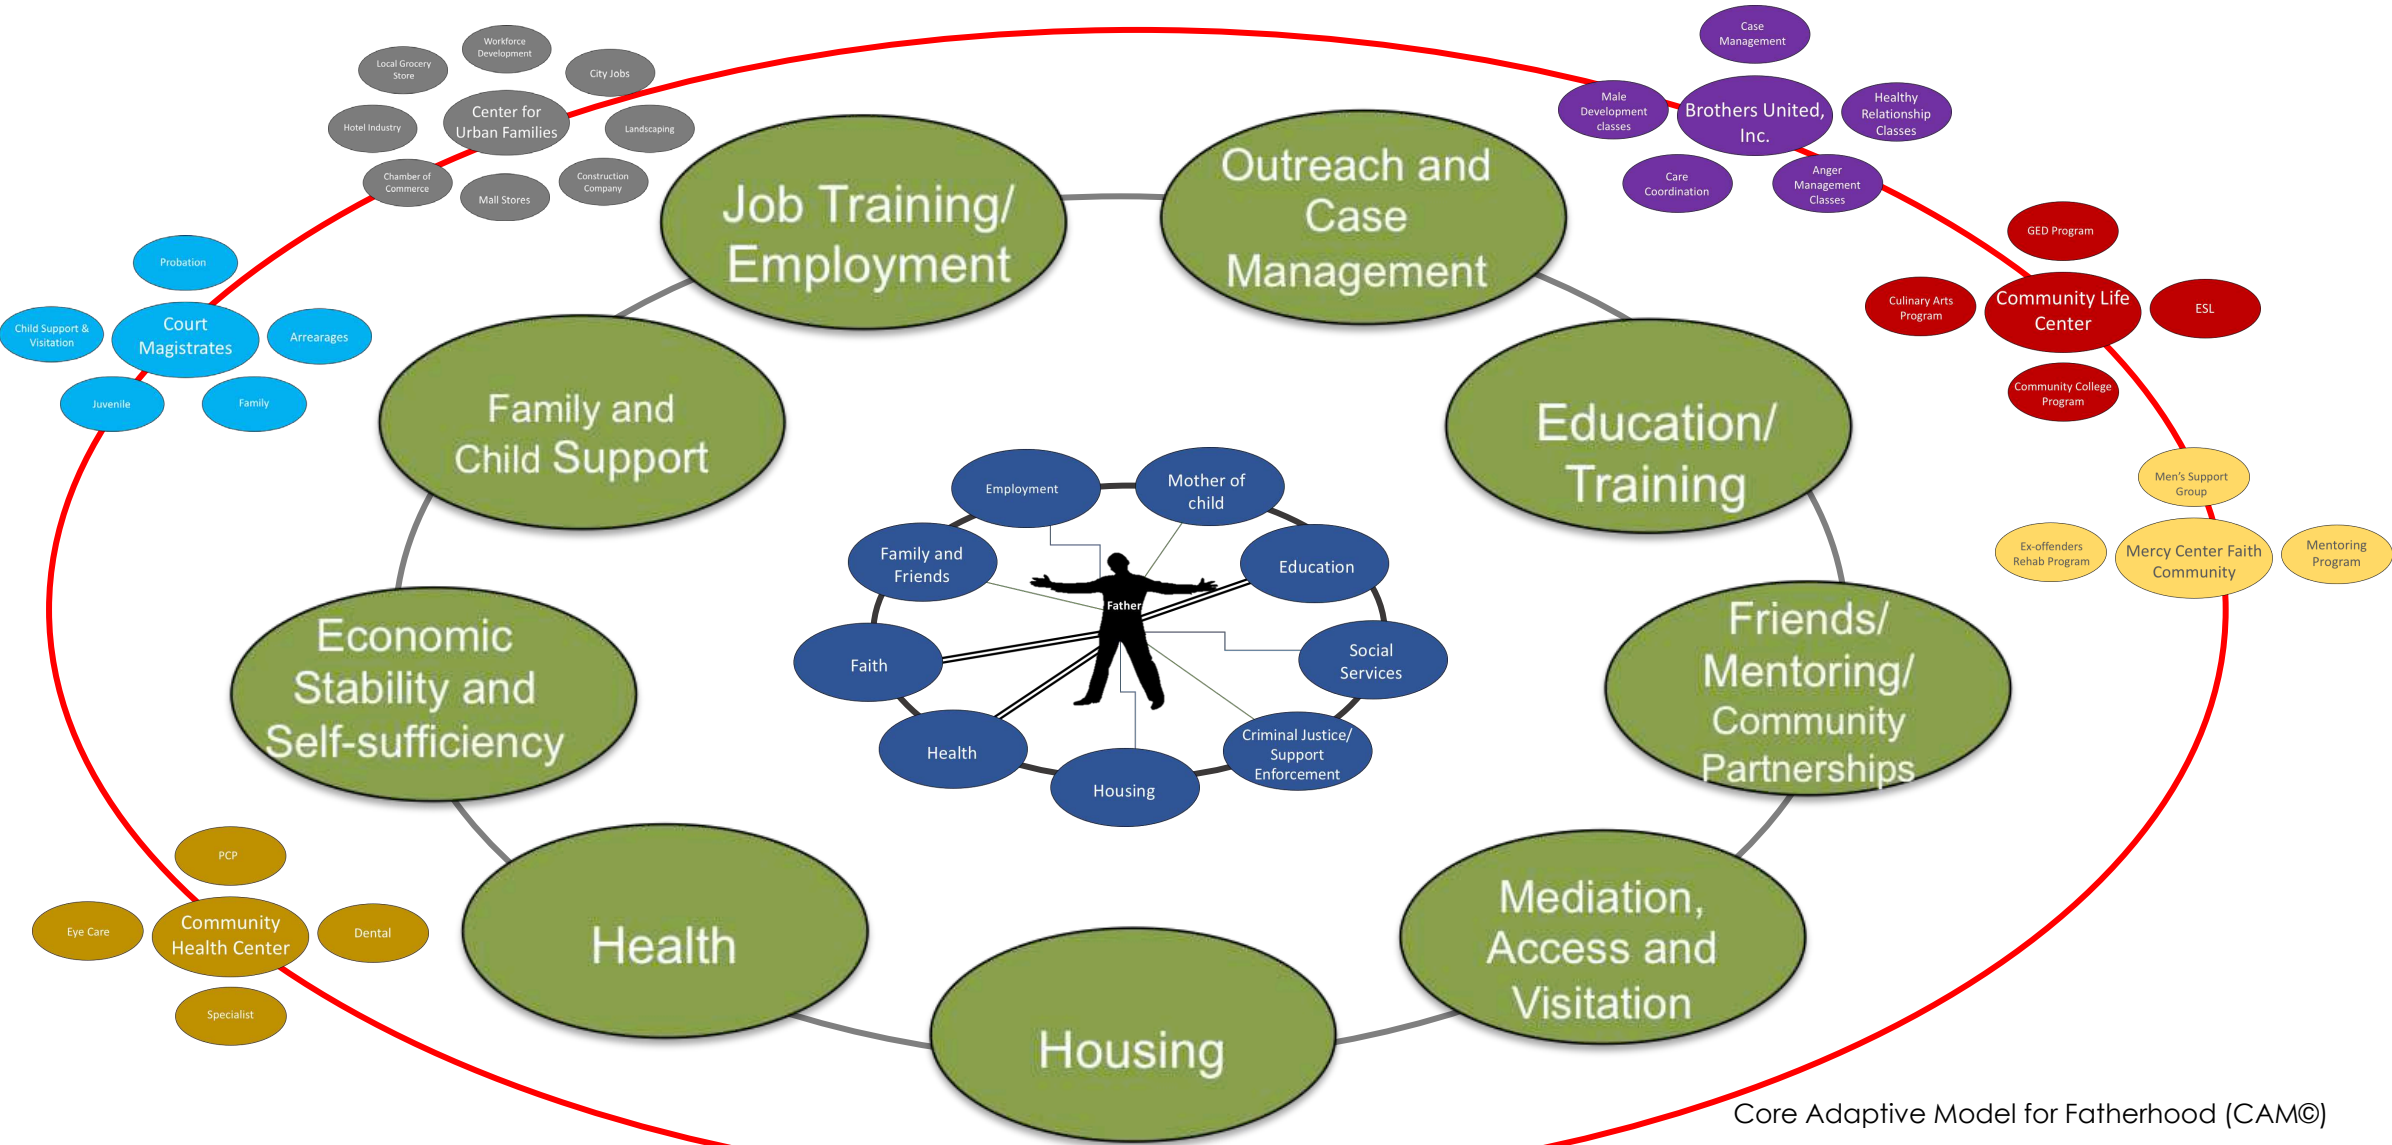 Workforce
Development
Local Grocery
Store
City Jobs
Center for
Urban Families
Hotel Industry
Landscaping
Chamber of
Commerce
Mall Stores
Construction
Company
Case
Management
Male
Development
classes
Brothers United,
Inc.
Healthy
Relationship
Classes
Care
Coordination
Anger
Management
Classes
Probation
Child Support &
Visitation
Court
Magistrates
Arrearages
Juvenile
Family
GED Program
Culinary Arts
Program
Community Life
Center
ESL
Community College
Program
Men's Support
Group
Ex-offenders
Rehab Program
Mercy Center Faith
Community
Mentoring
Program
PCP
Eye Care
Community
Health Center
Dental
Specialist
Job Training/
Employment
Outreach and
Case
Management
Family and
Child Support
Education/
Training
Economic
Stability and
Self-sufficiency
Friends/
Mentoring/
Community
Partnerships
Health
Housing
Mediation,
Access and
Visitation
Employment
Mother of
child
Family and
Friends
Education
Father
Faith
Social
Services
Health
Housing
Criminal Justice/
Support
Enforcement
Core Adaptive Model for Fatherhood (CAM©)